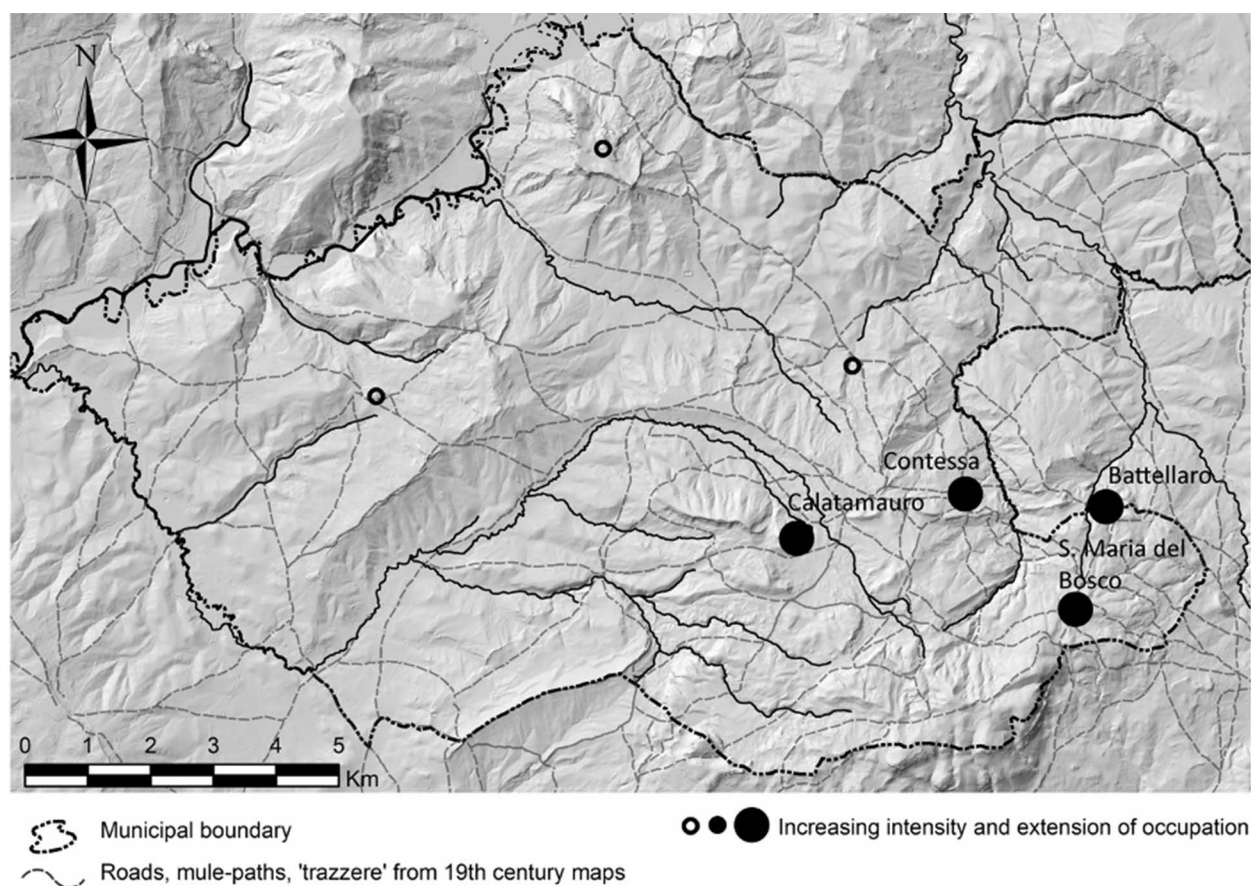 N
Contessa
Battellaro
Calatamauro
S. Maria del
Bosco
0 1 2 3 4 5
Km
Municipal boundary
Increasing intensity and extension of occupation
Roads, mule-paths, 'trazzere' from 19th century maps